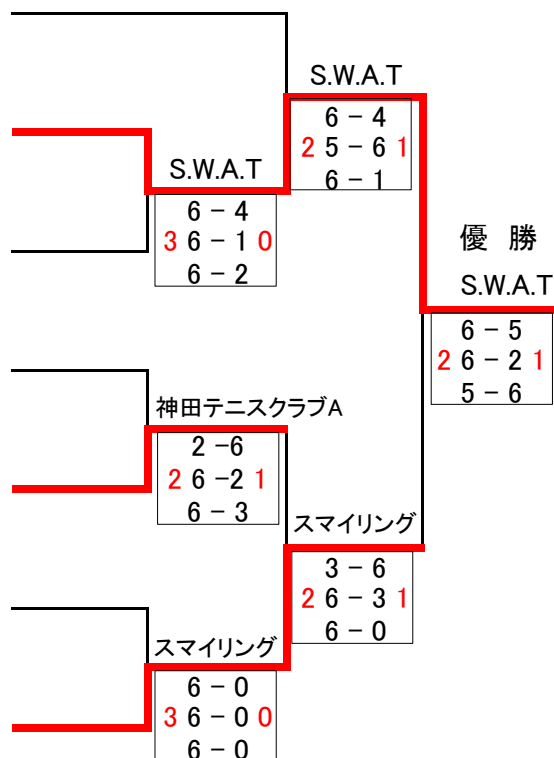 S.W.A.T
6 - 4
2 5 - 6 1
6 - 1
S.W.A.T
6 - 4
3 6 - 1 0
6 - 2
優 勝
S.W.A.T
6 - 5
2 6 - 2 1
5 - 6
神田テニスクラブA
2 -6
2 6 -2 1
6 - 3
スマイリング
3 - 6
2 6 - 3 1
6 - 0
スマイリング
6 - 0
3 6 - 0 0
6 - 0